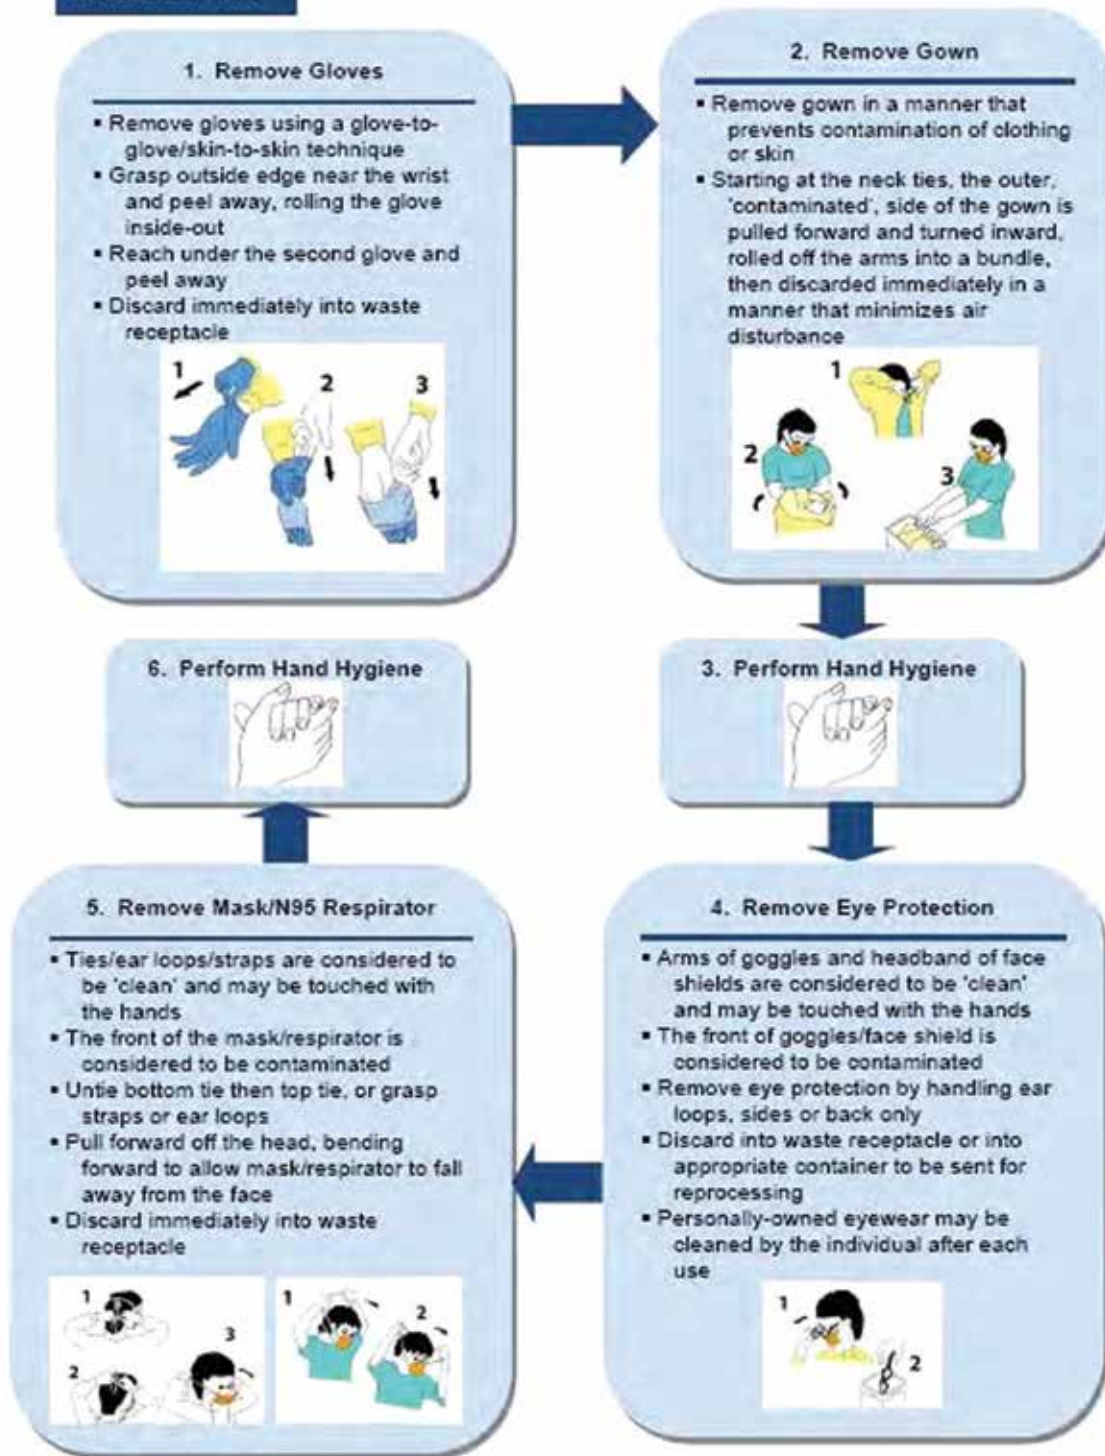 1. Remove Gloves
▪ Remove gloves using a glove-to-
glove/skin-to-skin technique
▪ Grasp outside edge near the wrist
and peel away, rolling the glove
inside-out
▪ Reach under the second glove and
peel away
▪ Discard immediately into waste
receptacle
1
2
3
2. Remove Gown
▪ Remove gown in a manner that
prevents contamination of clothing
or skin
▪ Starting at the neck ties, the outer,
'contaminated', side of the gown is
pulled forward and turned inward,
rolled off the arms into a bundle,
then discarded immediately in a
manner that minimizes air
disturbance
1
2
3
3. Perform Hand Hygiene
4. Remove Eye Protection
▪ Arms of goggles and headband of face
shields are considered to be 'clean'
and may be touched with the hands
▪ The front of goggles/face shield is
considered to be contaminated
▪ Remove eye protection by handling ear
loops, sides or back only
▪ Discard into waste receptacle or into
appropriate container to be sent for
reprocessing
▪ Personally-owned eyewear may be
cleaned by the individual after each
use
1
2
5. Remove Mask/N95 Respirator
▪ Ties/ear loops/straps are considered to
be 'clean' and may be touched with
the hands
▪ The front of the mask/respirator is
considered to be contaminated
▪ Untie bottom tie then top tie, or grasp
straps or ear loops
▪ Pull forward off the head, bending
forward to allow mask/respirator to fall
away from the face
▪ Discard immediately into waste
receptacle
1
2
3
1
2
6. Perform Hand Hygiene